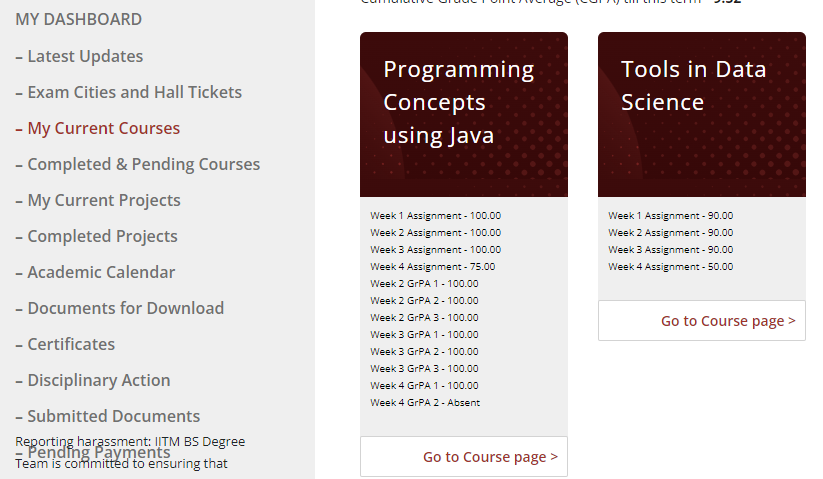 MY DASHBOARD
– Latest Updates
– Exam Cities and Hall Tickets
– My Current Courses
– Completed & Pending Courses
– My Current Projects
– Completed Projects
– Academic Calendar
– Documents for Download
– Certificates
– Disciplinary Action
– Submitted Documents
– Pending Payments
Reporting harassment: IITM BS Degree
Team is committed to ensuring that
Cumulative Grade Point Average (CGPA) till this term - 9.52
Programming
Concepts
using Java
Week 1 Assignment - 100.00
Week 2 Assignment - 100.00
Week 3 Assignment - 100.00
Week 4 Assignment - 75.00
Week 2 GrPA 1 - 100.00
Week 2 GrPA 2 - 100.00
Week 2 GrPA 3 - 100.00
Week 3 GrPA 1 - 100.00
Week 3 GrPA 2 - 100.00
Week 3 GrPA 3 - 100.00
Week 4 GrPA 1 - 100.00
Week 4 GrPA 2 - Absent
Go to Course page >
Tools in Data
Science
Week 1 Assignment - 90.00
Week 2 Assignment - 90.00
Week 3 Assignment - 90.00
Week 4 Assignment - 50.00
Go to Course page >